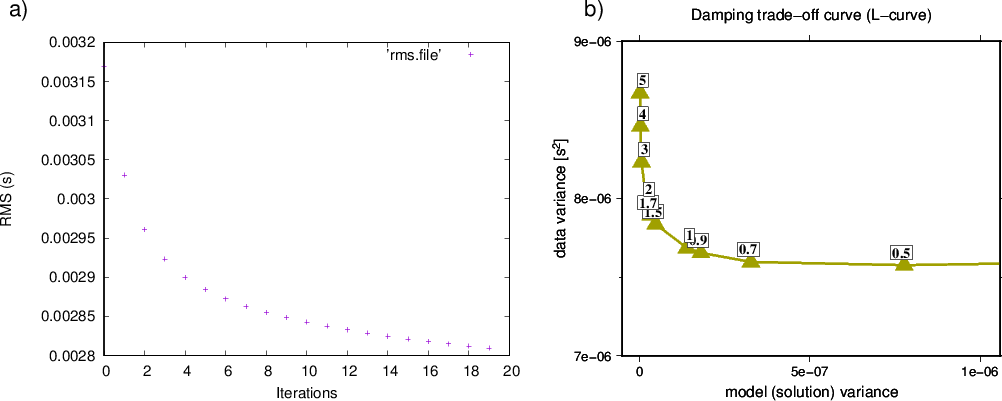 a)
0.0032
0.00315
0.0031
0.00305
0.003
0.00295
0.0029
0.00285
0.0028
RMS (s)
'rms.file'
0 2 4 6 8 10 12 14 16 18 20
Iterations
b)
Damping trade−off curve (L−curve)
9e−06
8e−06
7e−06
data variance [s²]
5
4
3
2
1.7
1.5
1
0.9
0.7
0.5
0 5e−07 1e−06
model (solution) variance